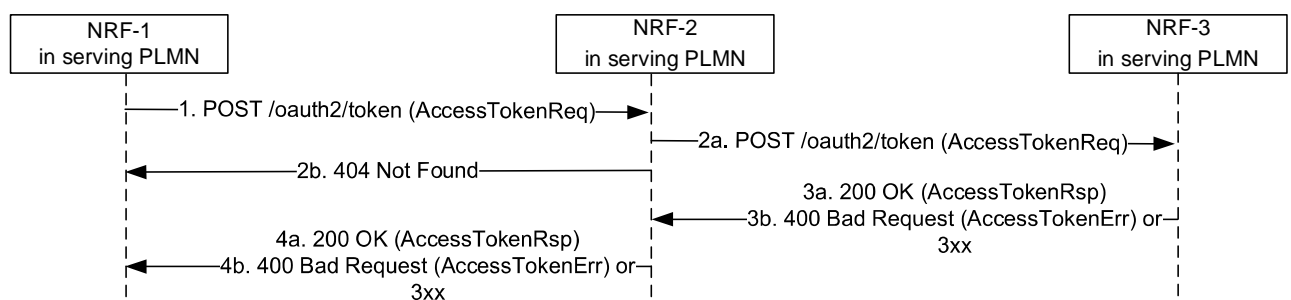 NRF-1
in serving PLMN
NRF-2
in serving PLMN
NRF-3
in serving PLMN
1. POST /oauth2/token (AccessTokenReq)
2a. POST /oauth2/token (AccessTokenReq)
2b. 404 Not Found
3a. 200 OK (AccessTokenRsp)
3b. 400 Bad Request (AccessTokenErr) or
3xx
4a. 200 OK (AccessTokenRsp)
4b. 400 Bad Request (AccessTokenErr) or
3xx